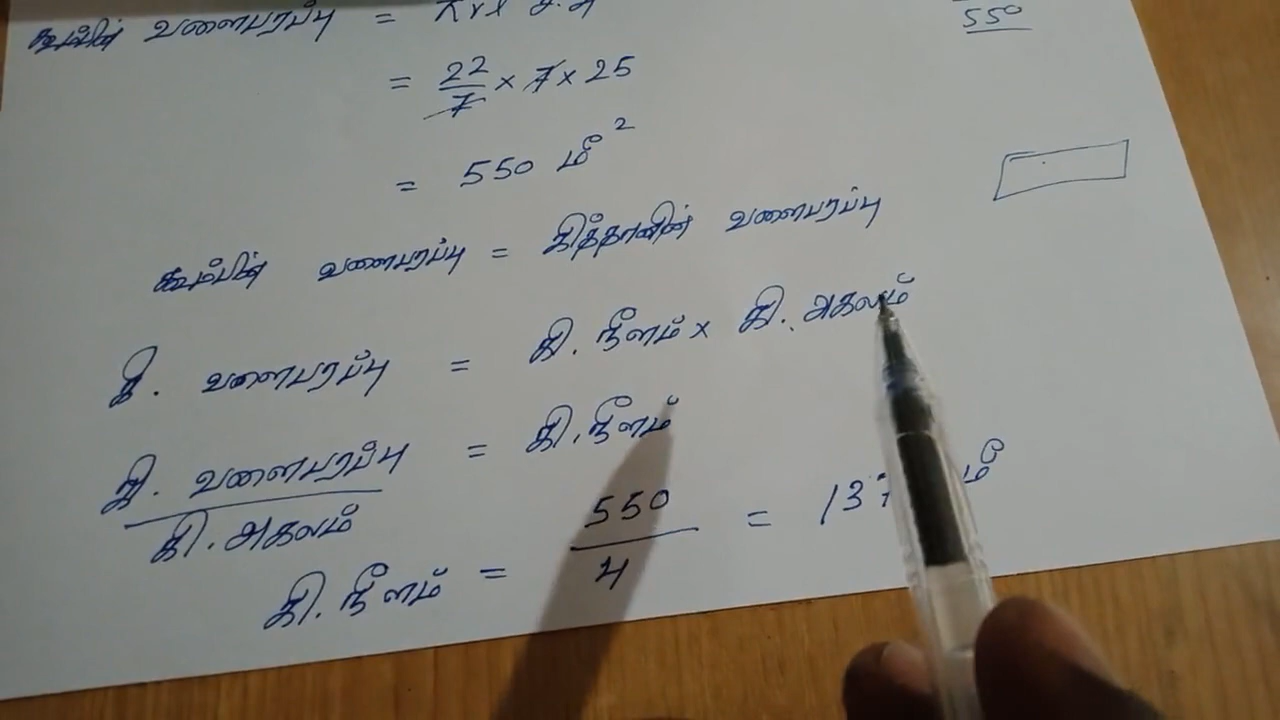 கூம்பின் வளைபரப்பு = πrl ச.அ
550
= 22/7 × 7 × 25
= 550 மீ²
கூம்பின் வளைபரப்பு = கித்தானின் வளைபரப்பு
கி. வளைபரப்பு = கி. நீளம் × கி. அகலம்
கி. வளைபரப்பு / கி. அகலம் = கி. நீளம்
கி. நீளம் = 550 / 4 = 137 மீ